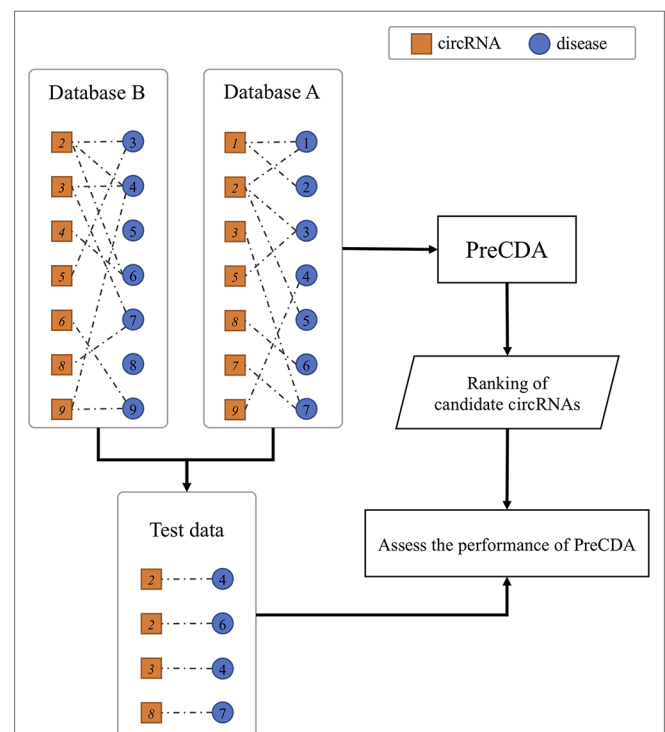 circRNA disease
Database B
2 3
3 4
4 5
5 6
6 7
8 8
9 9
Database A
1 1
2 2
3 3
5 4
8 5
7 6
9 7
PreCDA
Ranking of
candidate circRNAs
Assess the performance of PreCDA
Test data
2 4
2 6
3 4
8 7